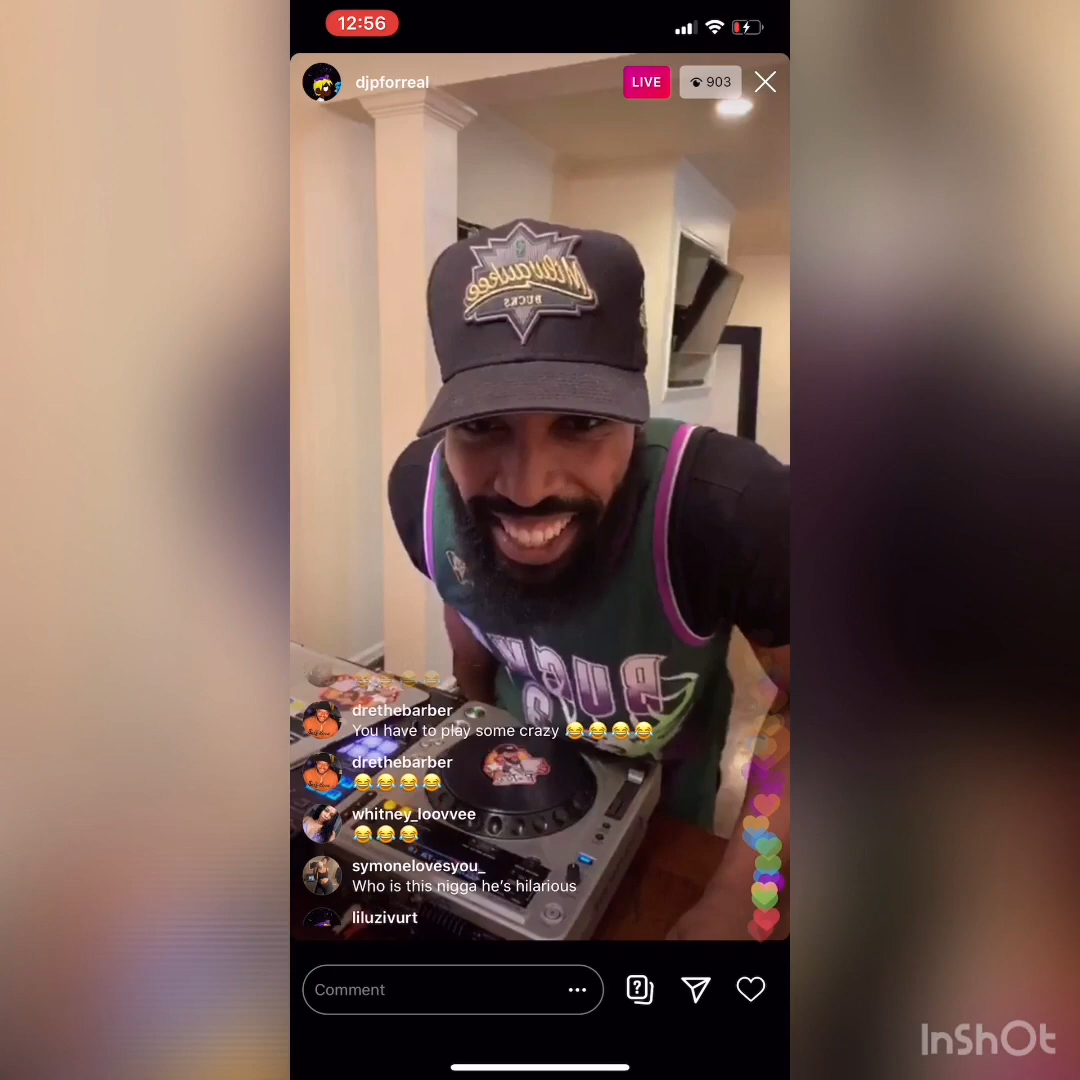 12:56
djpforreal
LIVE
903
Milwaukee
BUCKS
BUCKS
drethebarber
You have to play some crazy 😂😂😂😂
drethebarber
😂😂😂😂
whitney_loovvee
😂😂😂
symonelovesyou_
Who is this nigga he's hilarious
liluzivurt
Comment
InShOt